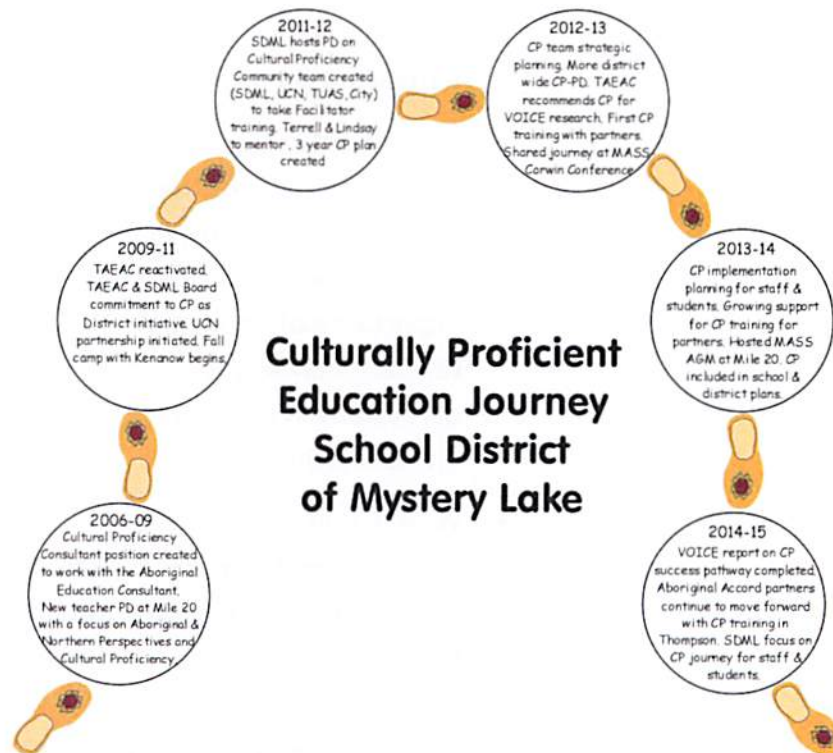 2011-12
SDML hosts PD on
Cultural Proficiency
Community team created
(SDML, UCN, TUAS, City)
to take Facilitator
training. Terrell & Lindsay
to mentor , 3 year CP plan
created
2012-13
CP team strategic
planning. More district
wide CP-PD. TAEAC
recommends CP for
VOICE research. First CP
training with partners.
Shared journey at MASS
Corwin Conference
2009-11
TAEAC reactivated.
TAEAC & SDML Board
commitment to CP as
District initiative. UCN
partnership initiated. Fall
camp with Kenanow begins.
2013-14
CP implementation
planning for staff &
students. Growing support
for CP training for
partners. Hosted MASS
AGM at Mile 20. CP
included in school &
district plans.
Culturally Proficient
Education Journey
School District
of Mystery Lake
2006-09
Cultural Proficiency
Consultant position created
to work with the Aboriginal
Education Consultant.
New teacher PD at Mile 20
with a focus on Aboriginal &
Northern Perspectives and
Cultural Proficiency
2014-15
VOICE report on CP
success pathway completed.
Aboriginal Accord partners
continue to move forward
with CP training in
Thompson. SDML focus on
CP journey for staff &
students.